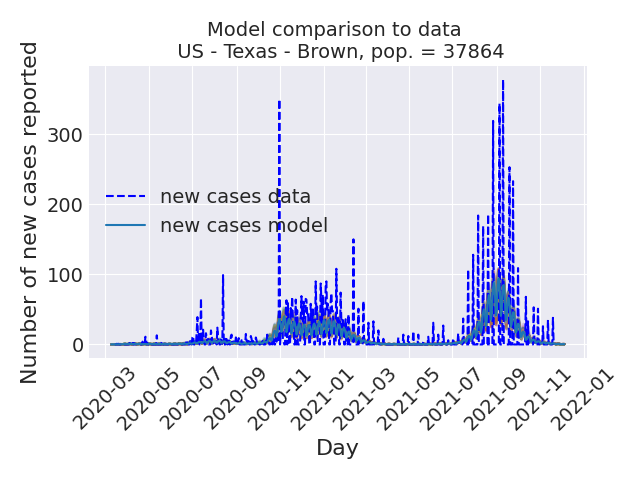 Model comparison to data
US - Texas - Brown, pop. = 37864
Number of new cases reported
300
200
100
0
new cases data
new cases model
2020-03
2020-05
2020-07
2020-09
2020-11
2021-01
2021-03
2021-05
2021-07
2021-09
2021-11
2022-01
Day